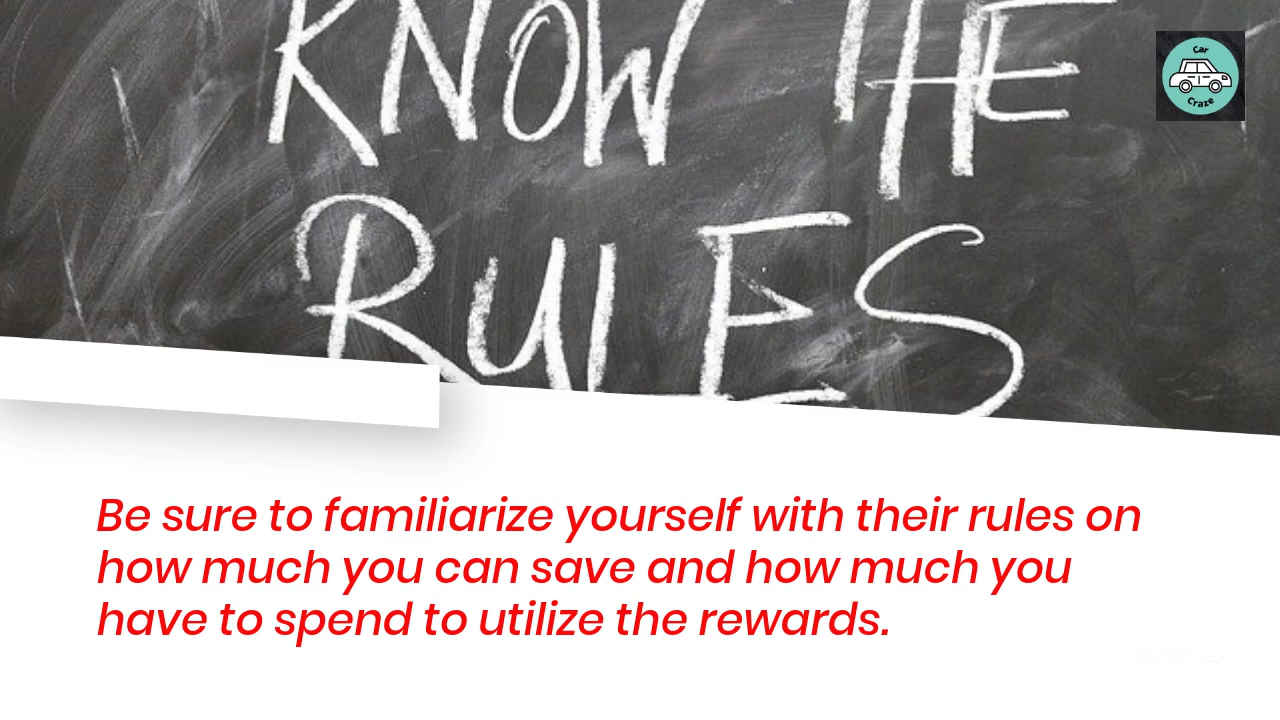 KNOW THE
RULES
Car
Craze
Be sure to familiarize yourself with their rules on
how much you can save and how much you
have to spend to utilize the rewards.